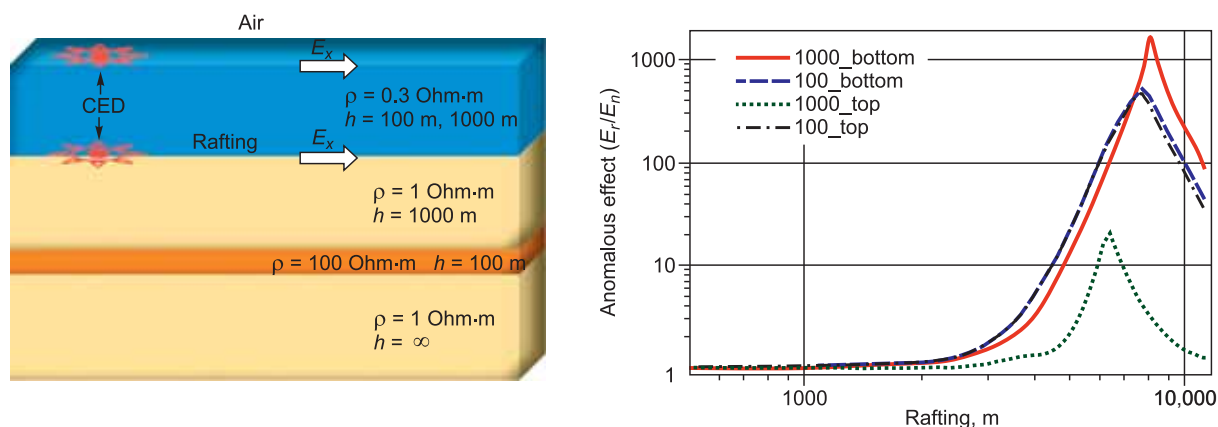 Air
Eₓ
ρ = 0.3 Ohm·m
h = 100 m, 1000 m
CED
Rafting
Eₓ
ρ = 1 Ohm·m
h = 1000 m
ρ = 100 Ohm·m h = 100 m
ρ = 1 Ohm·m
h = ∞
Anomalous effect (Eᵣ/Eₙ)
1000
100
10
1
1000_bottom
100_bottom
1000_top
100_top
1000
10,000
Rafting, m